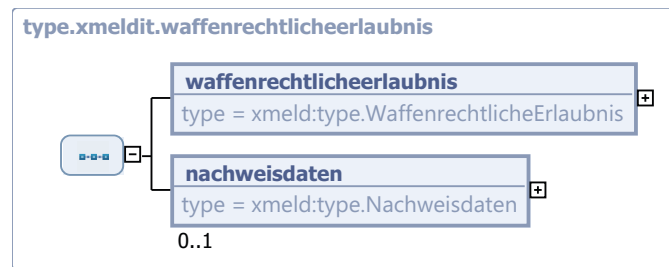 type.xmeldit.waffenrechtlicheerlaubnis
waffenrechtlicheerlaubnis
type = xmeld:type.WaffenrechtlicheErlaubnis
nachweisdaten
type = xmeld:type.Nachweisdaten
0..1